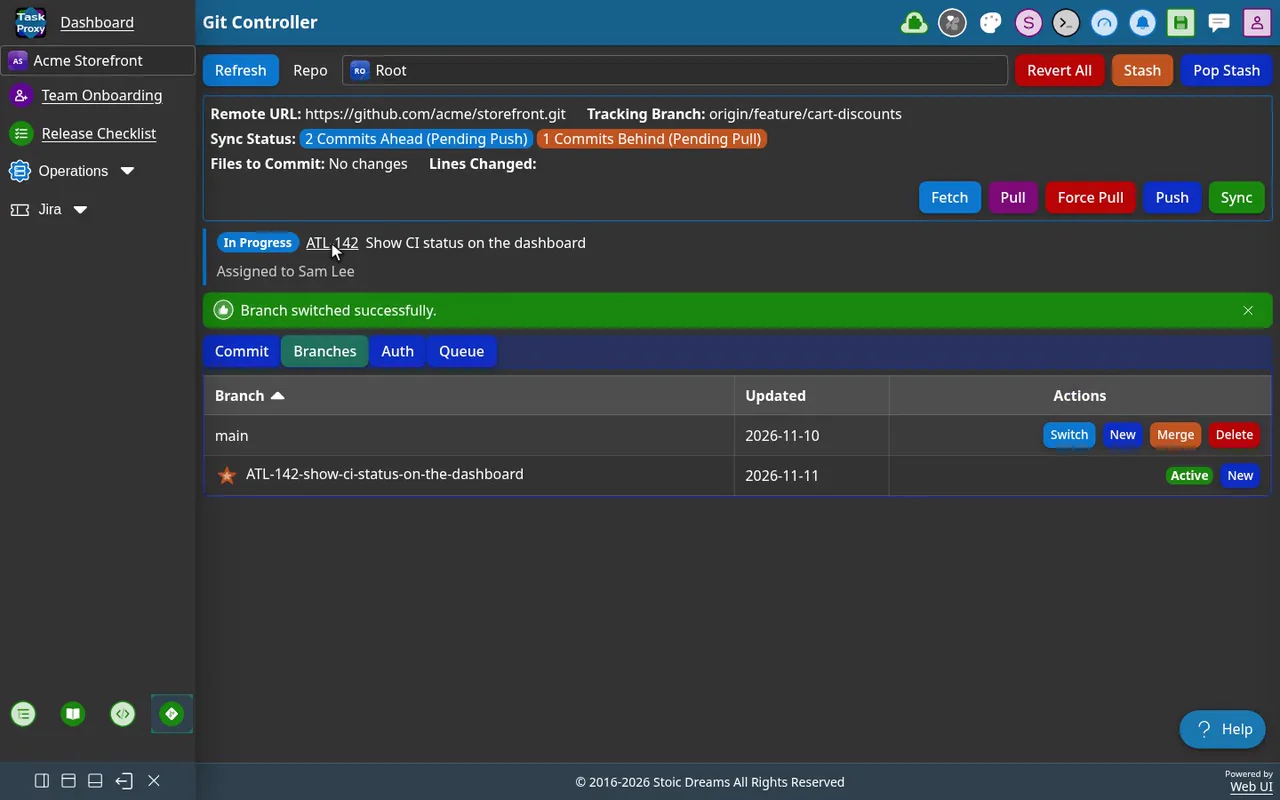 Task Proxy
Dashboard
Git Controller
S
AS Acme Storefront
Team Onboarding
Release Checklist
Operations
Jira
Refresh
Repo
RO Root
Revert All
Stash
Pop Stash
Remote URL: https://github.com/acme/storefront.git Tracking Branch: origin/feature/cart-discounts
Sync Status: 2 Commits Ahead (Pending Push) 1 Commits Behind (Pending Pull)
Files to Commit: No changes Lines Changed:
Fetch
Pull
Force Pull
Push
Sync
In Progress ATL-142 Show CI status on the dashboard
Assigned to Sam Lee
Branch switched successfully.
Commit
Branches
Auth
Queue
Branch Updated Actions
main 2026-11-10 Switch New Merge Delete
ATL-142-show-ci-status-on-the-dashboard 2026-11-11 Active New
? Help
© 2016-2026 Stoic Dreams All Rights Reserved
Powered by
Web UI